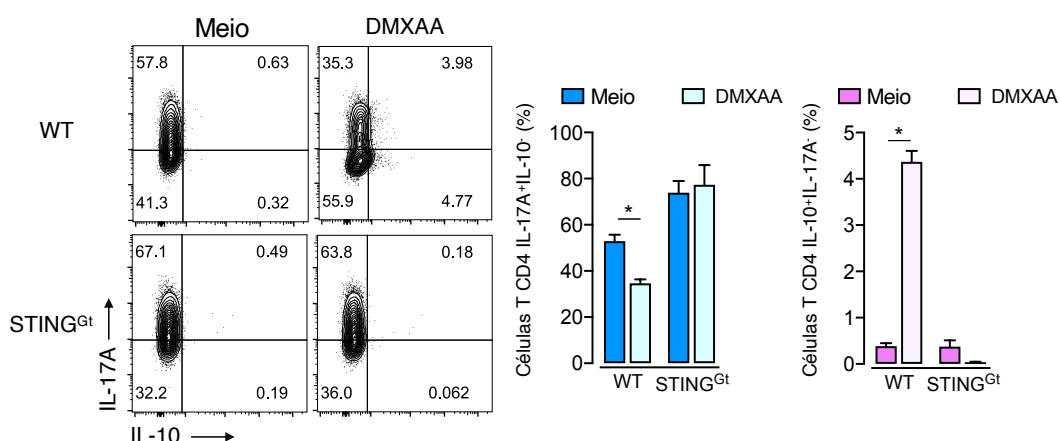 Meio DMXAA
57.8 0.63 35.3 3.98
WT
41.3 0.32 55.9 4.77
67.1 0.49 63.8 0.18
STINGGt
32.2 0.19 36.0 0.062
IL-17A
IL-10
Meio DMXAA
Células T CD4 IL-17A+IL-10- (%)
100
80
60
40
20
0
*
WT STINGGt
Meio DMXAA
Células T CD4 IL-10+IL-17A- (%)
5
4
3
2
1
0
*
WT STINGGt